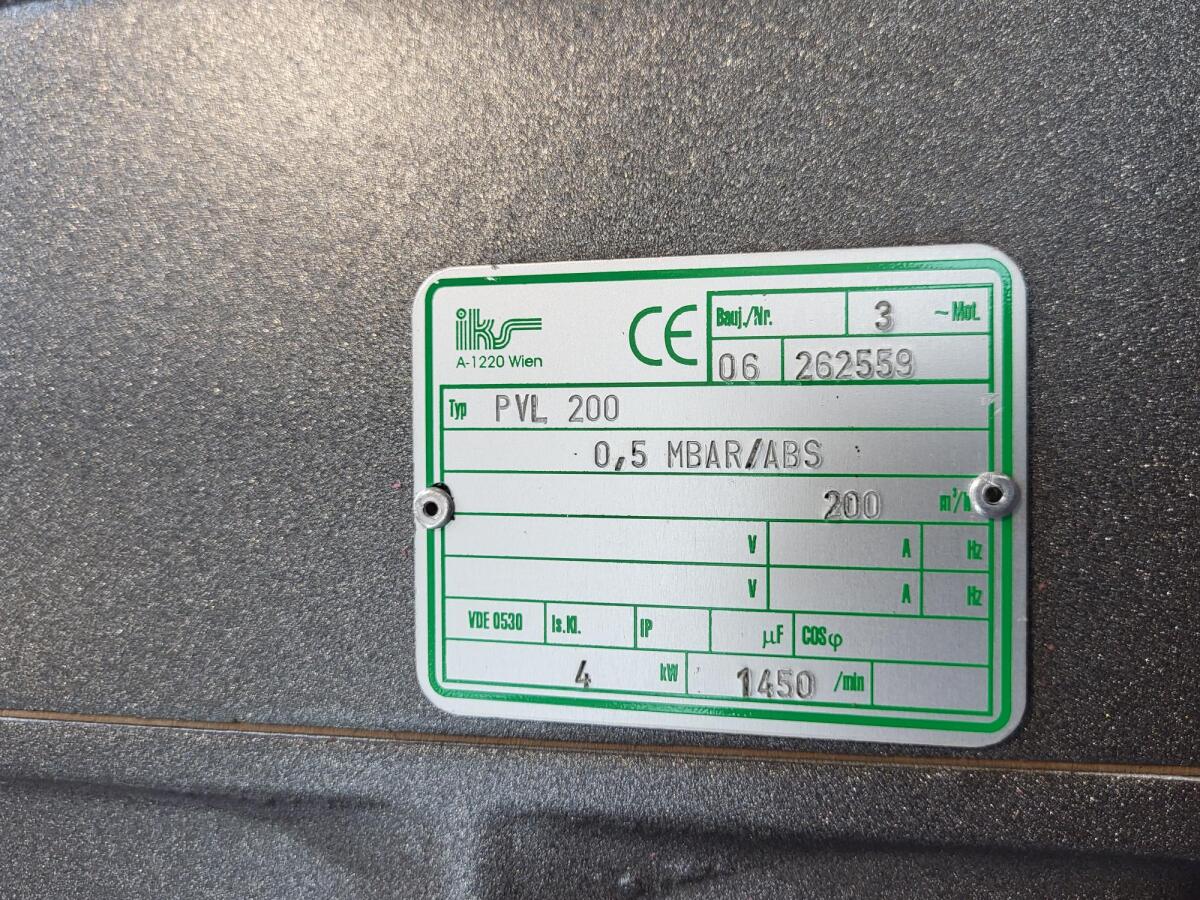 iks
A-1220 Wien
CE
Bauj./Nr. 3 ~Mot.
06 262559
Typ PVL 200
0,5 MBAR/ABS
200 m³/h
V A Hz
V A Hz
VDE 0530 Is.Kl. IP µF COSφ
4 kW 1450 /min